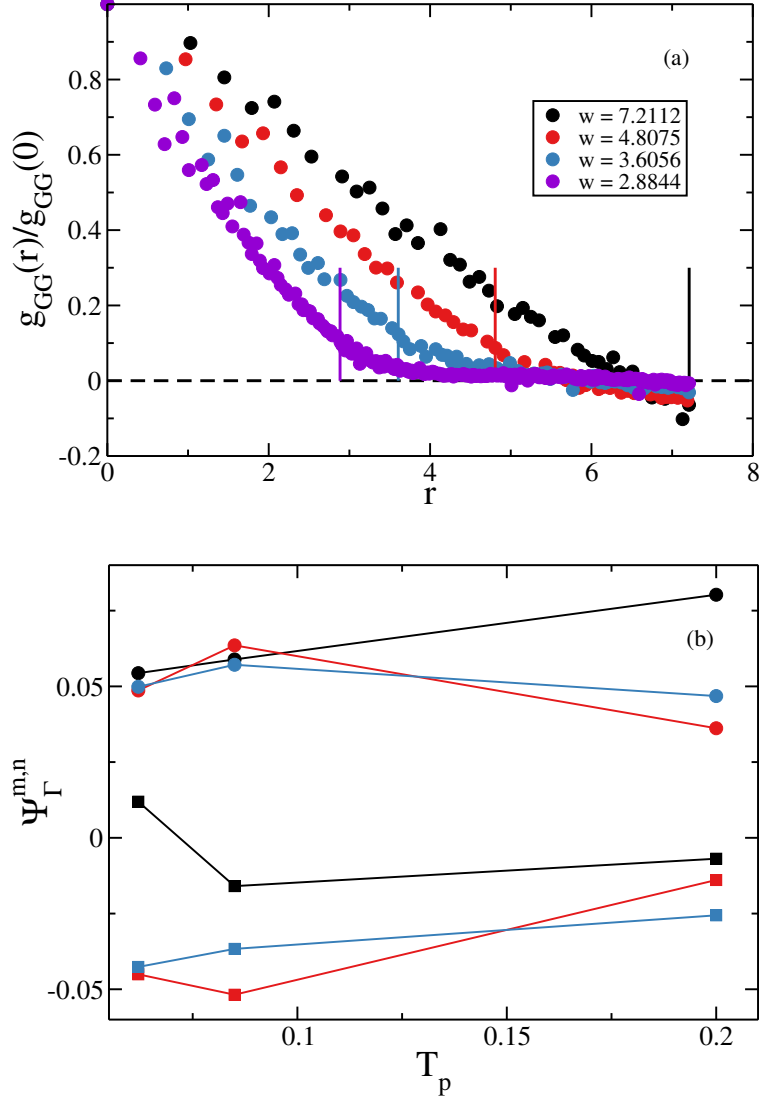 0.8
0.6
0.4
0.2
0
-0.2
0
2
4
6
8
g_GG(r)/g_GG(0)
r
(a)
w = 7.2112
w = 4.8075
w = 3.6056
w = 2.8844
0.05
0
-0.05
0.1
0.15
0.2
Ψ_Γ^{m,n}
T_p
(b)